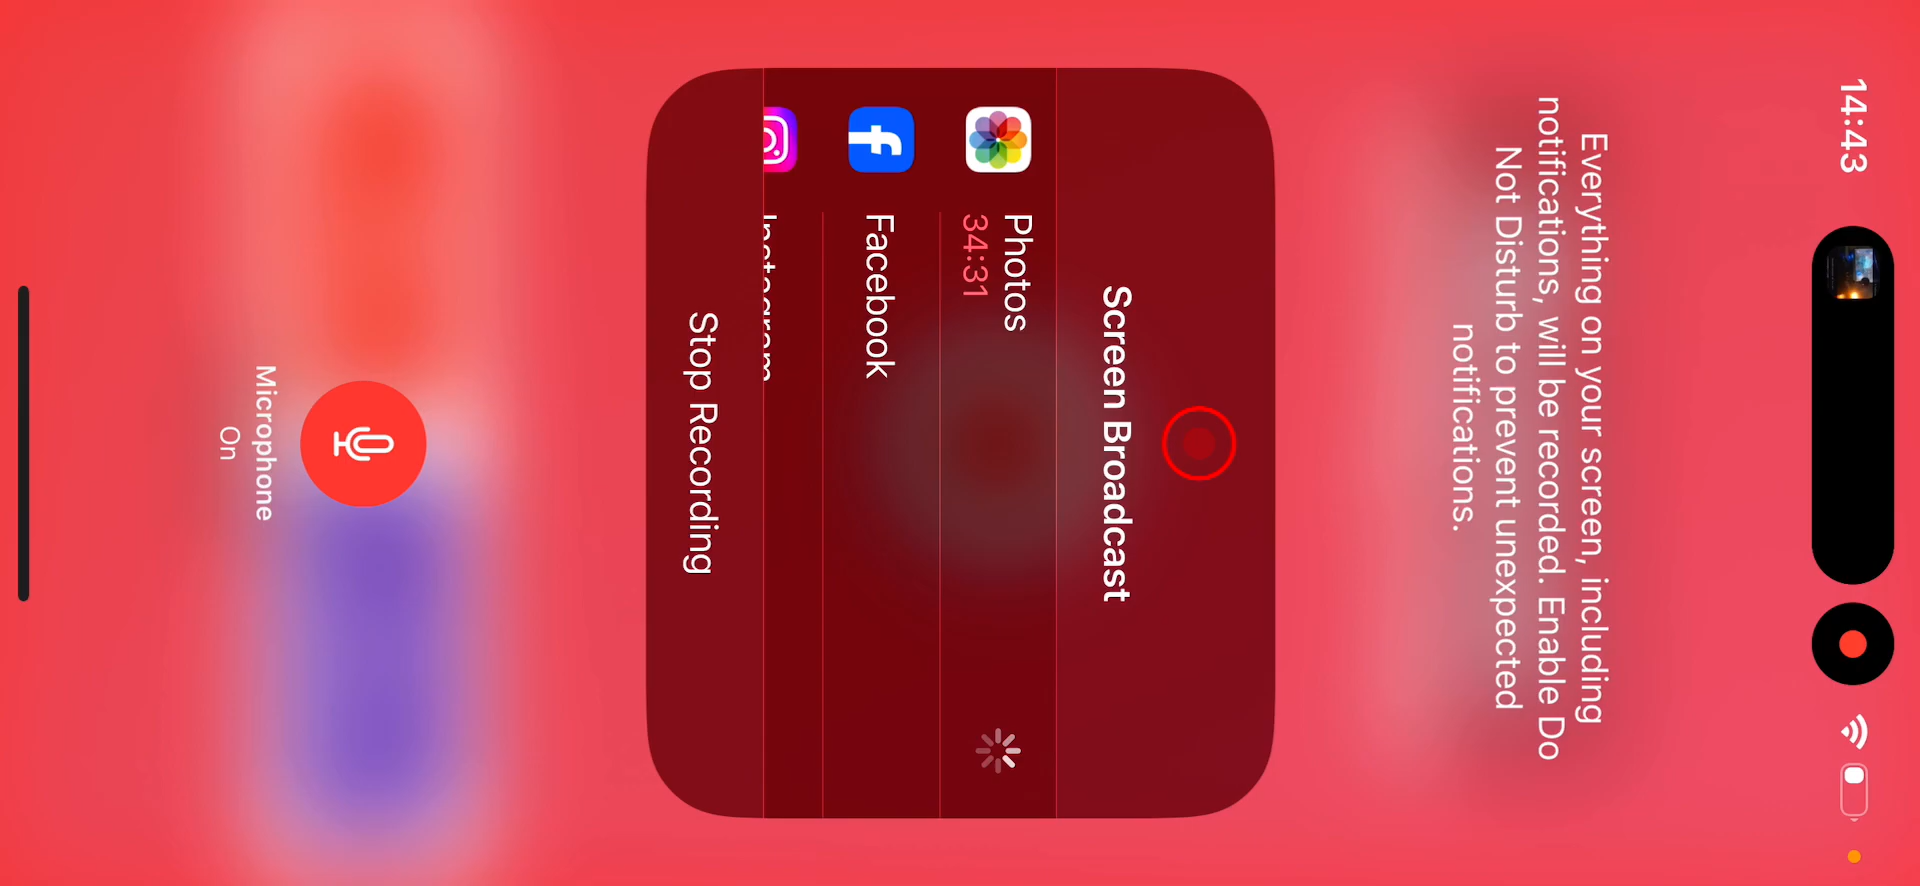 14:43
Everything on your screen, including
notifications, will be recorded. Enable Do
Not Disturb to prevent unexpected
notifications.
Screen Broadcast
Photos
34:31
Facebook
Instagram
Stop Recording
Microphone
On